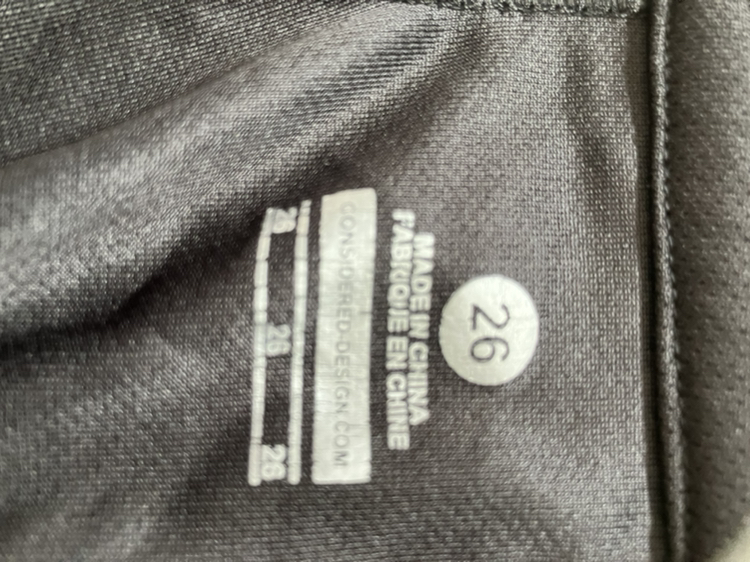 26
MADE IN CHINA
FABRIQUÉ EN CHINE
CONSIDERED-DESIGN.COM
26 26 26